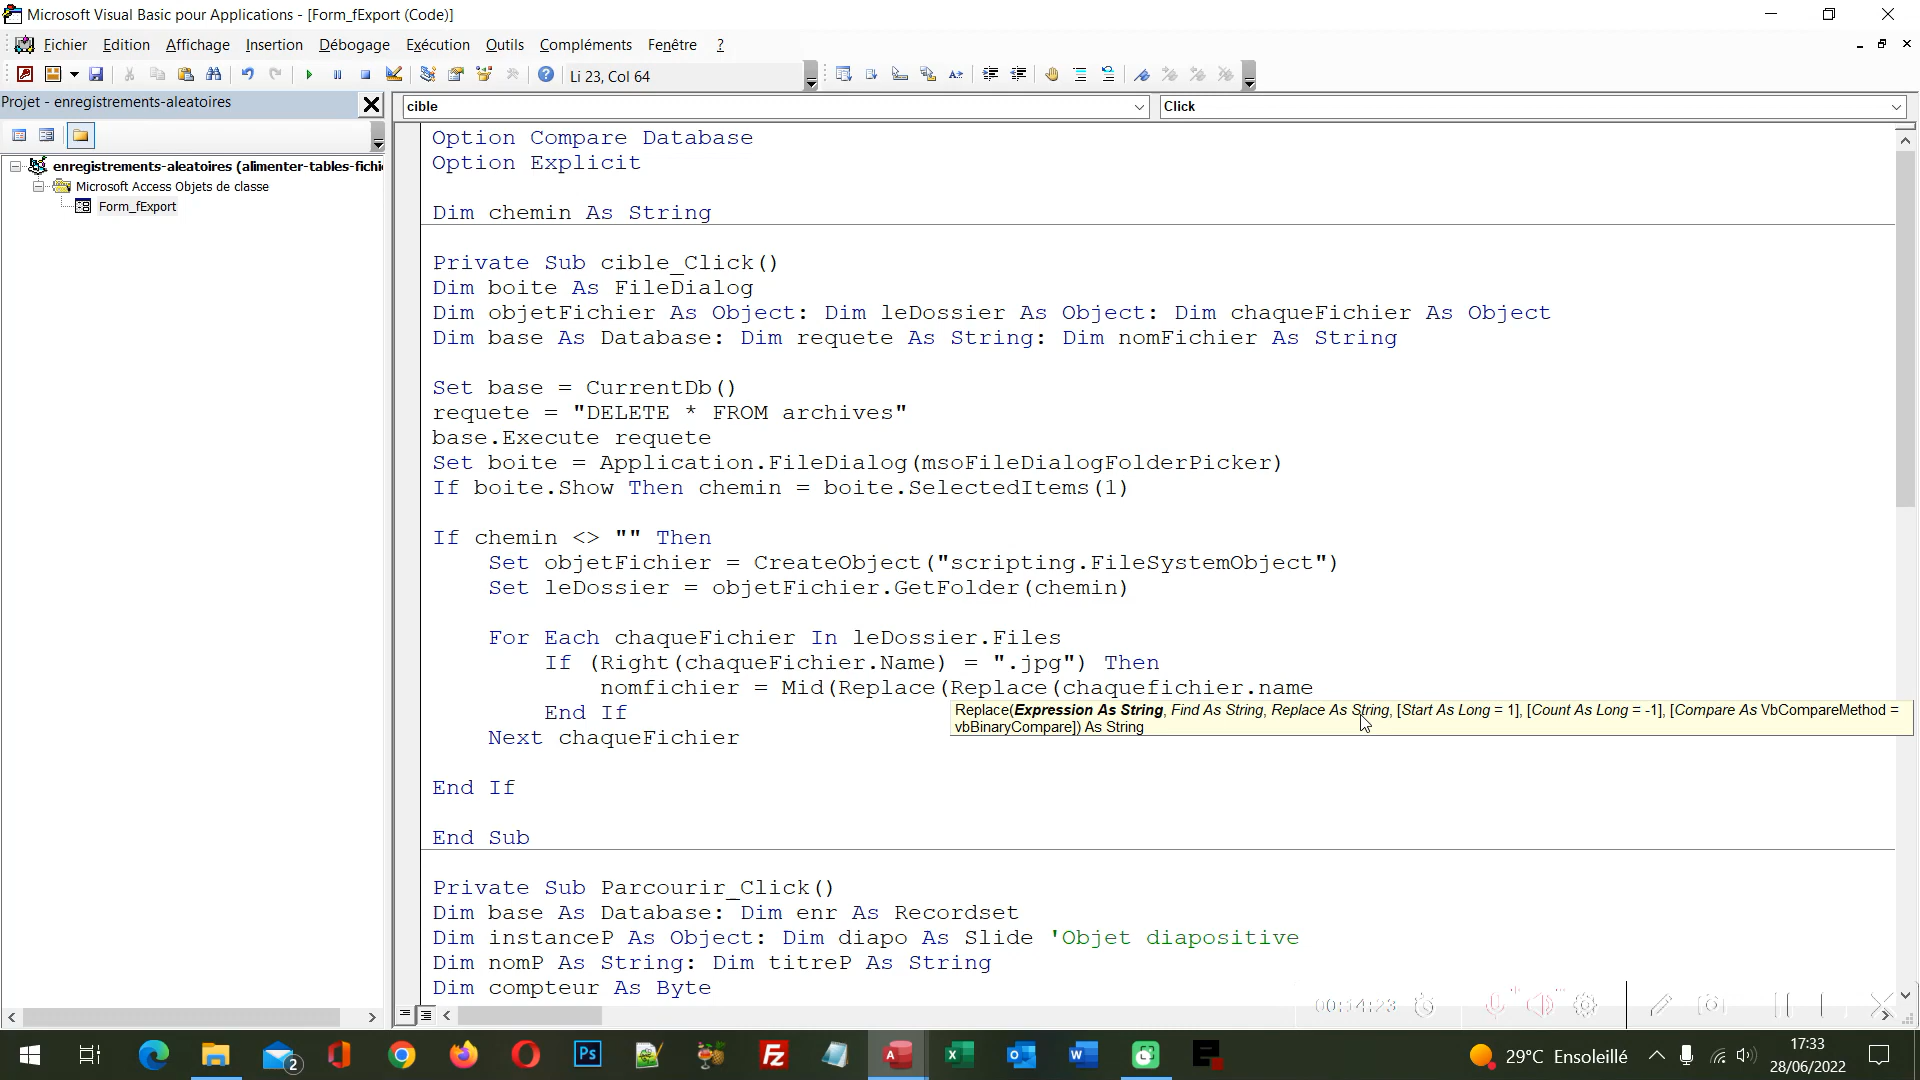 Microsoft Visual Basic pour Applications - [Form_fExport (Code)]
Fichier Edition Affichage Insertion Débogage Exécution Outils Compléments Fenêtre ?
Li 23, Col 64
Projet - enregistrements-aleatoires
cible
Click
enregistrements-aleatoires (alimenter-tables-fichi
Microsoft Access Objets de classe
Form_fExport
Option Compare Database
Option Explicit
Dim chemin As String
Private Sub cible_Click()
Dim boite As FileDialog
Dim objetFichier As Object: Dim leDossier As Object: Dim chaqueFichier As Object
Dim base As Database: Dim requete As String: Dim nomFichier As String
Set base = CurrentDb()
requete = "DELETE * FROM archives"
base.Execute requete
Set boite = Application.FileDialog(msoFileDialogFolderPicker)
If boite.Show Then chemin = boite.SelectedItems(1)
If chemin <> "" Then
Set objetFichier = CreateObject("scripting.FileSystemObject")
Set leDossier = objetFichier.GetFolder(chemin)
For Each chaqueFichier In leDossier.Files
If (Right(chaqueFichier.Name) = ".jpg") Then
nomfichier = Mid(Replace(Replace(chaquefichier.name
Replace(Expression As String, Find As String, Replace As String, [Start As Long = 1], [Count As Long = -1], [Compare As VbCompareMethod =
vbBinaryCompare]) As String
End If
Next chaqueFichier
End If
End Sub
Private Sub Parcourir_Click()
Dim base As Database: Dim enr As Recordset
Dim instanceP As Object: Dim diapo As Slide 'Objet diapositive
Dim nomP As String: Dim titreP As String
Dim compteur As Byte
00:14:23
2
Ps
29°C Ensoleillé
17:33
28/06/2022